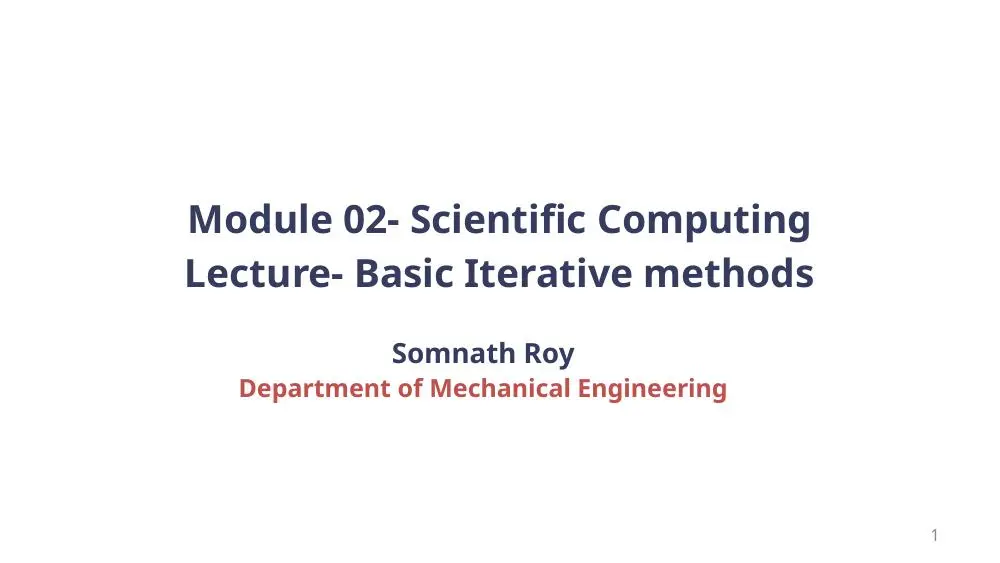 Module 02- Scientific Computing
Lecture- Basic Iterative methods
Somnath Roy
Department of Mechanical Engineering
1